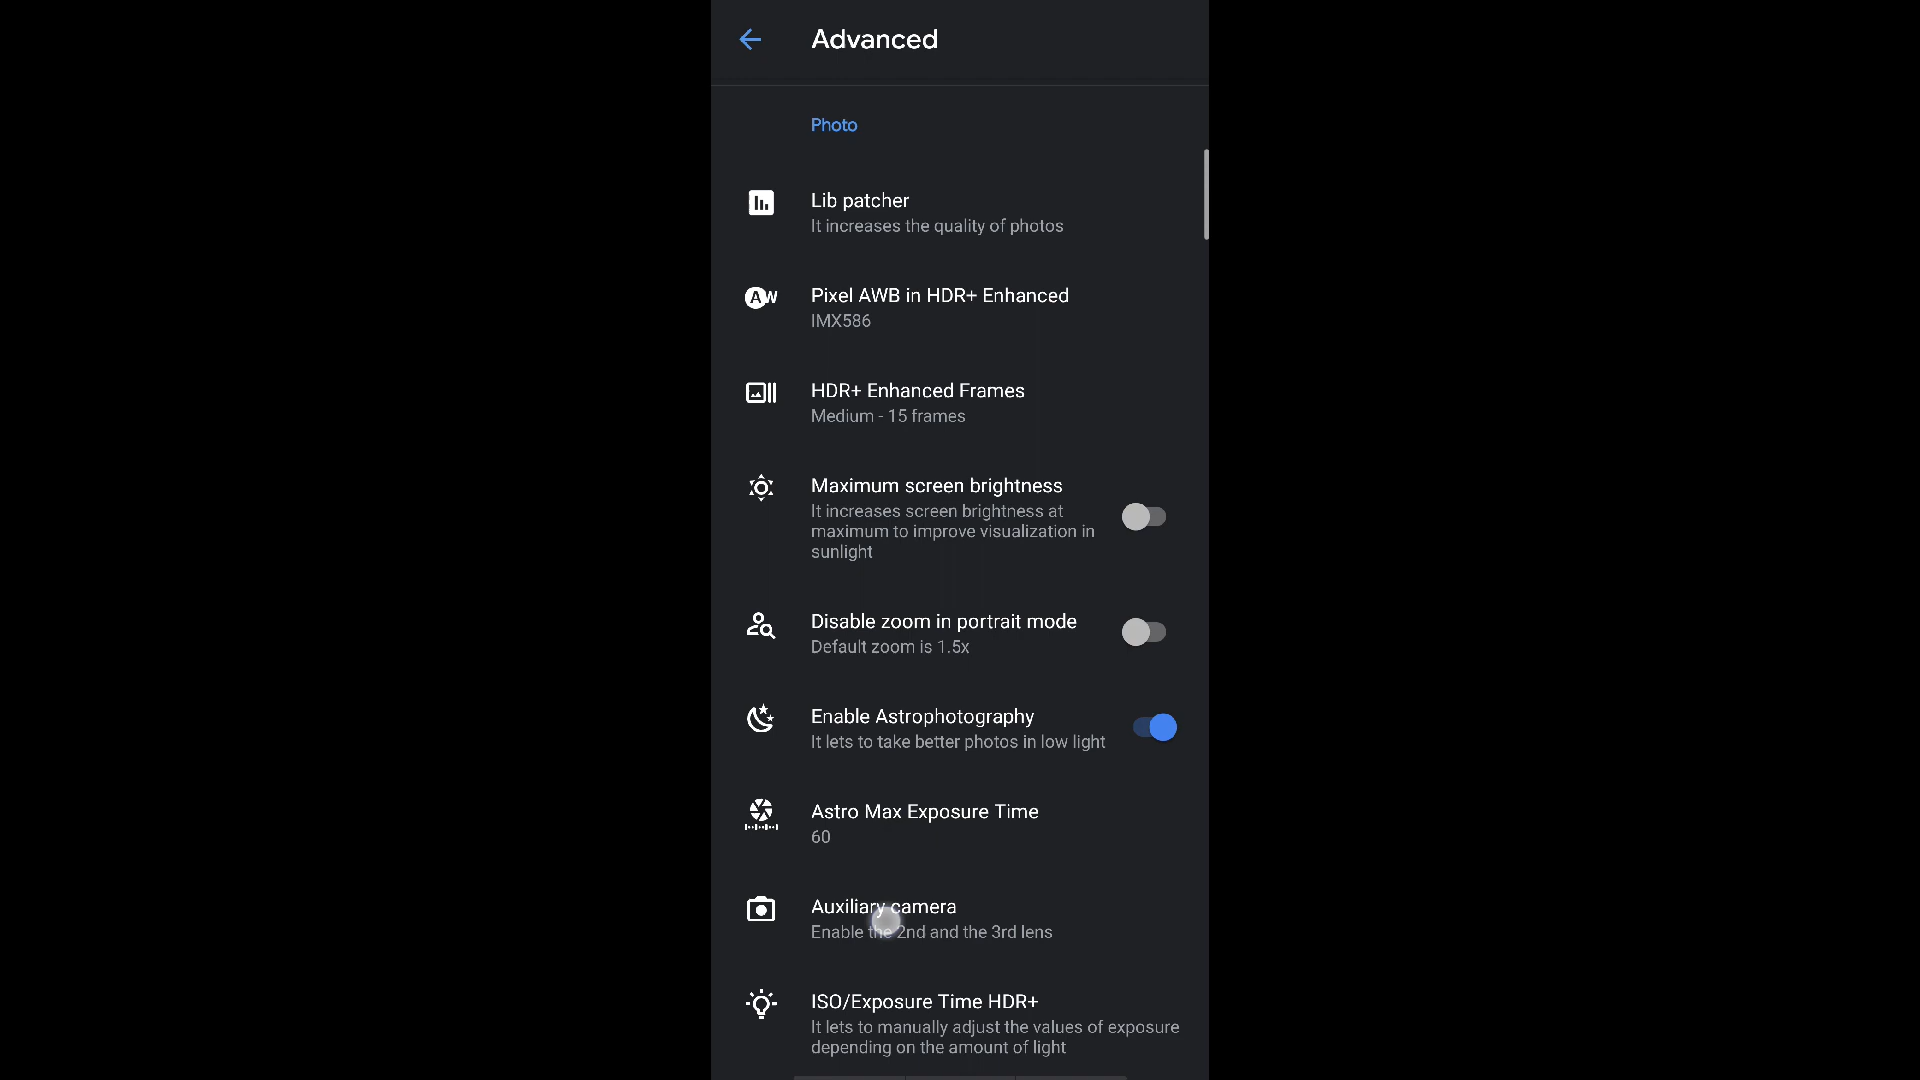 Advanced
Photo
Lib patcher
It increases the quality of photos
Pixel AWB in HDR+ Enhanced
IMX586
HDR+ Enhanced Frames
Medium - 15 frames
Maximum screen brightness
It increases screen brightness at
maximum to improve visualization in
sunlight
Disable zoom in portrait mode
Default zoom is 1.5x
Enable Astrophotography
It lets to take better photos in low light
Astro Max Exposure Time
60
Auxiliary camera
Enable the 2nd and the 3rd lens
ISO/Exposure Time HDR+
It lets to manually adjust the values of exposure
depending on the amount of light